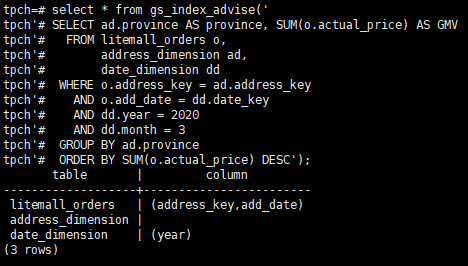 tpch=# select * from gs_index_advise('
tpch'# SELECT ad.province AS province, SUM(o.actual_price) AS GMV
tpch'#   FROM litemall_orders o,
tpch'#        address_dimension ad,
tpch'#        date_dimension dd
tpch'#  WHERE o.address_key = ad.address_key
tpch'#    AND o.add_date = dd.date_key
tpch'#    AND dd.year = 2020
tpch'#    AND dd.month = 3
tpch'#  GROUP BY ad.province
tpch'#  ORDER BY SUM(o.actual_price) DESC');
       table       |         column
-------------------+------------------------
 litemall_orders   | (address_key,add_date)
 address_dimension |
 date_dimension    | (year)
(3 rows)